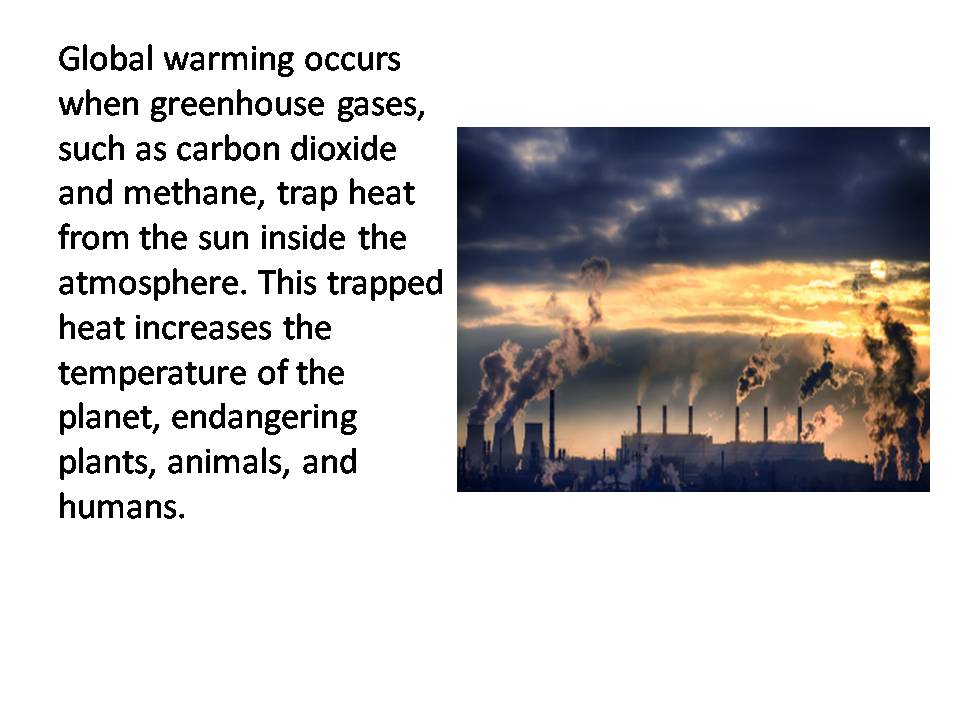 Global warming occurs
when greenhouse gases,
such as carbon dioxide
and methane, trap heat
from the sun inside the
atmosphere. This trapped
heat increases the
temperature of the
planet, endangering
plants, animals, and
humans.